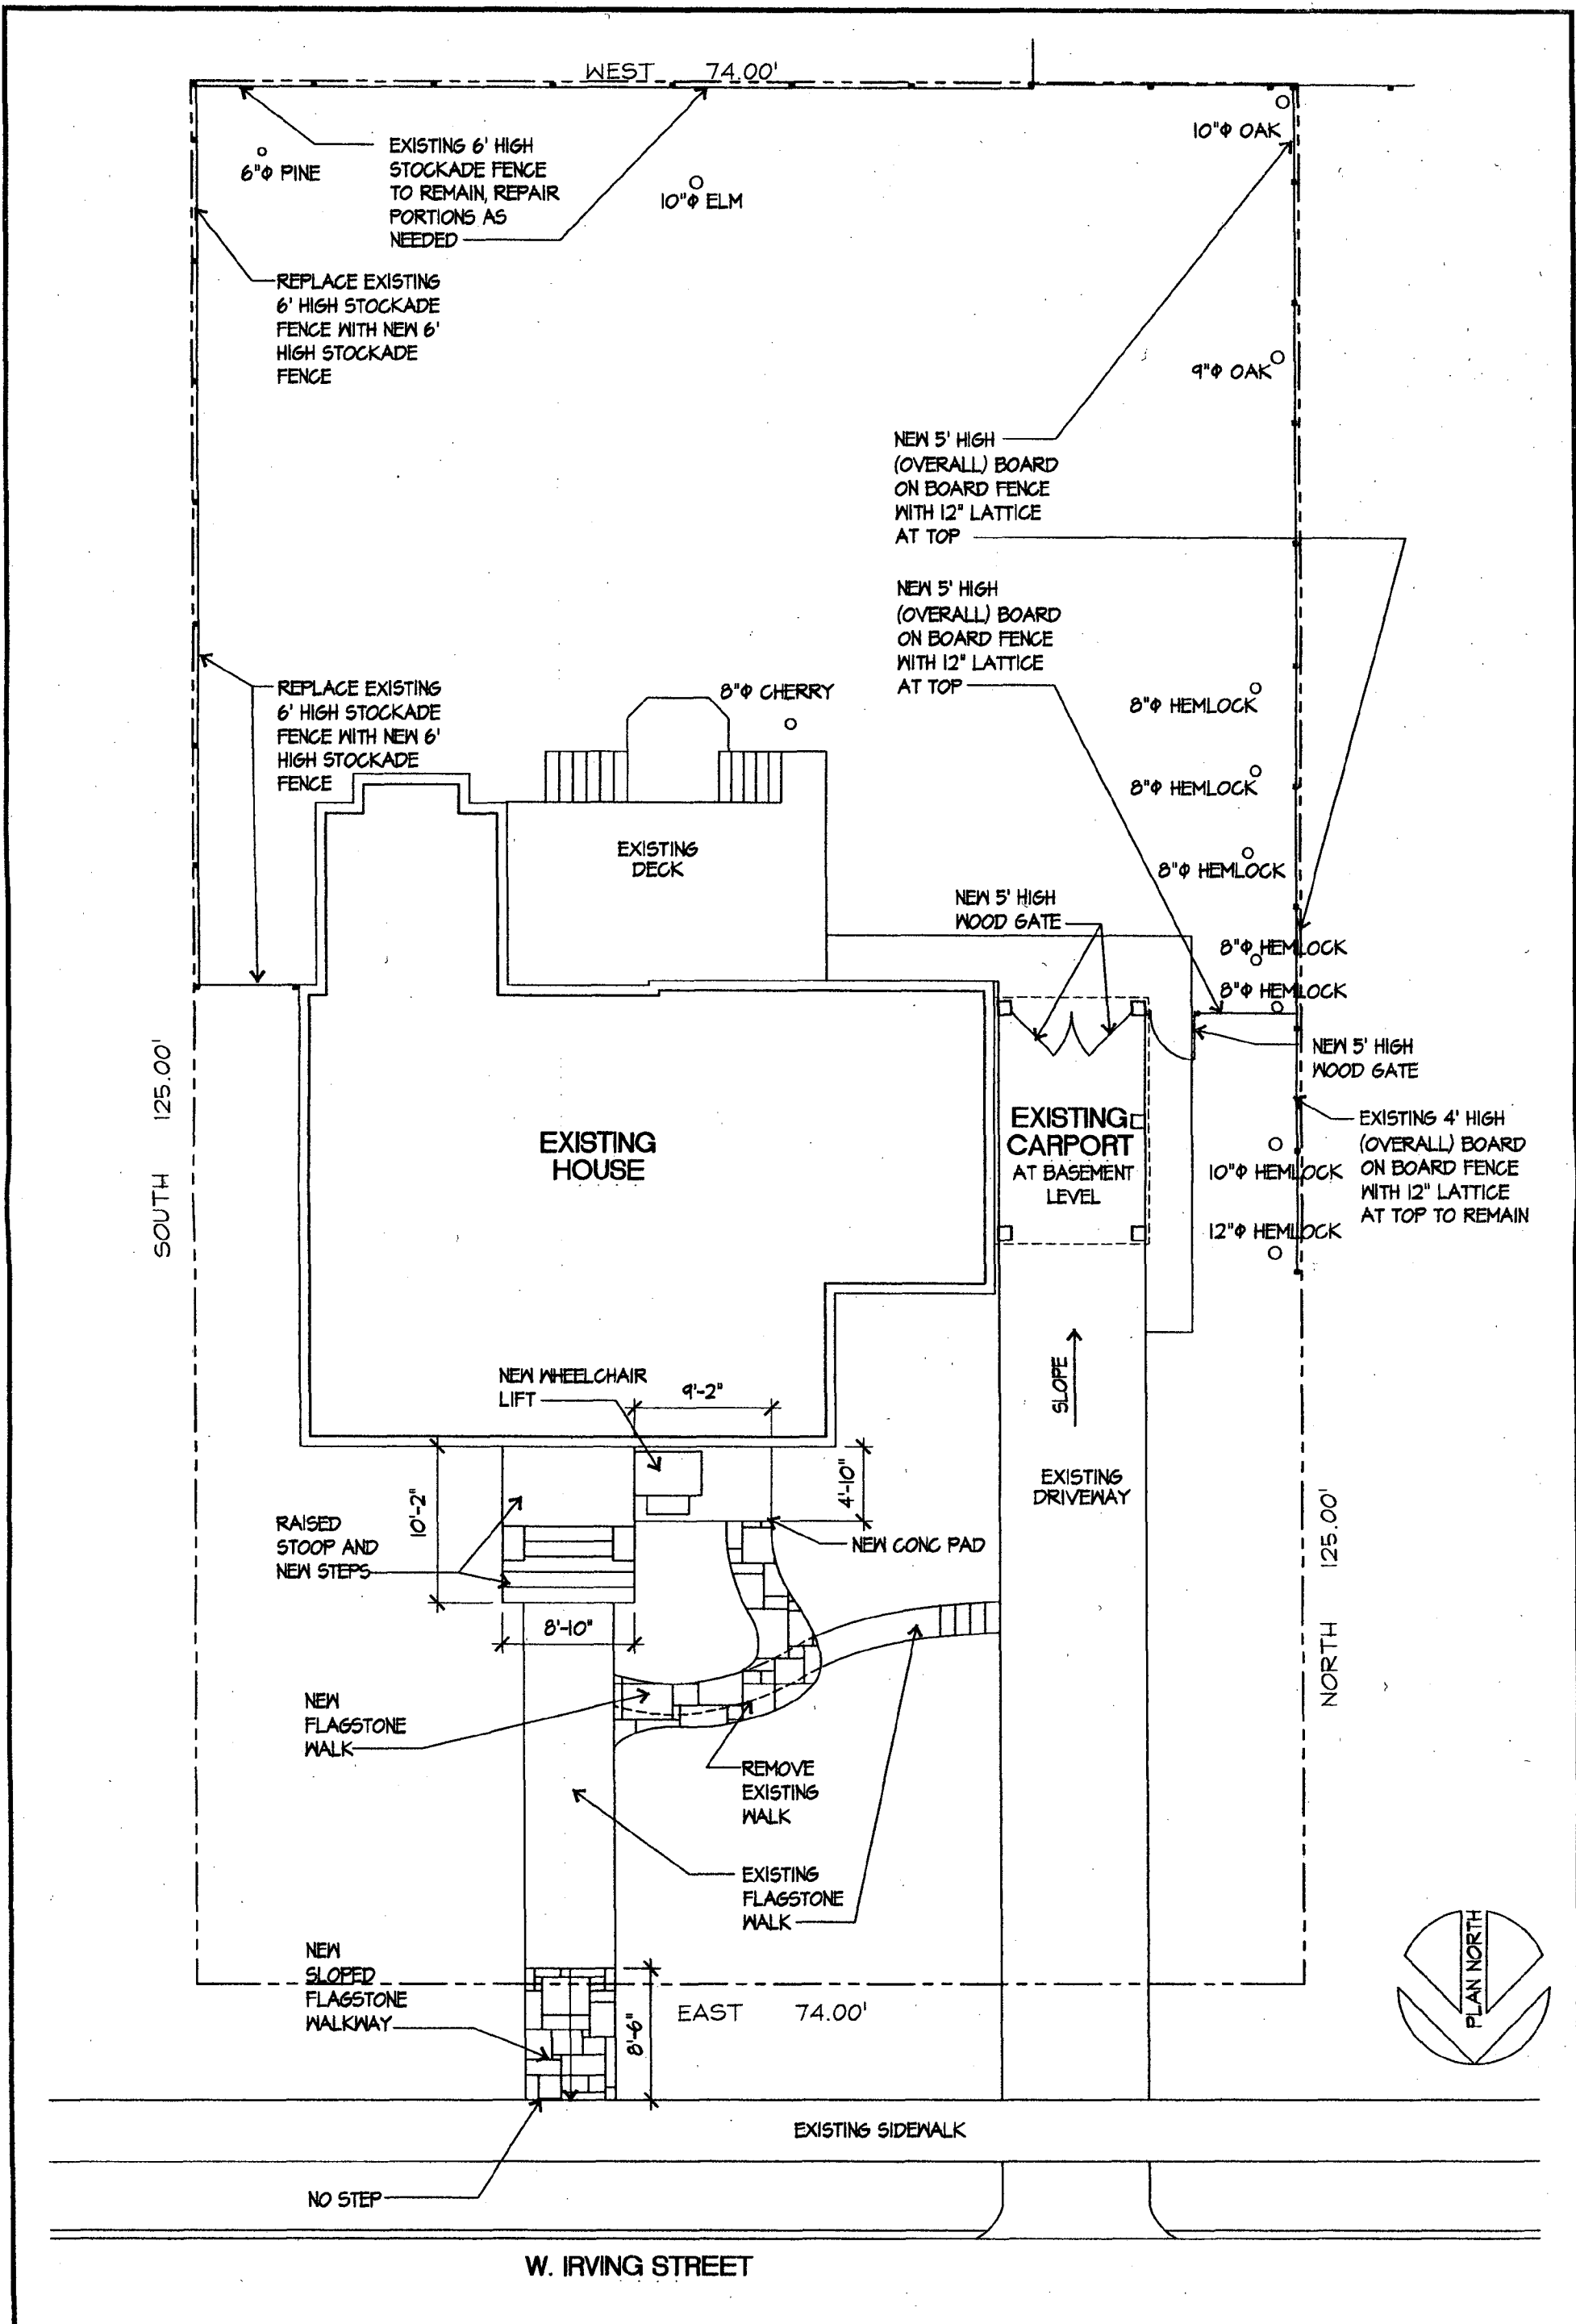 WEST 74.00'
10"Φ OAK
EXISTING 6' HIGH
STOCKADE FENCE
TO REMAIN, REPAIR
PORTIONS AS
NEEDED
6"Φ PINE
10"Φ ELM
REPLACE EXISTING
6' HIGH STOCKADE
FENCE WITH NEW 6'
HIGH STOCKADE
FENCE
9"Φ OAK
NEW 5' HIGH
(OVERALL) BOARD
ON BOARD FENCE
WITH 12" LATTICE
AT TOP
NEW 5' HIGH
(OVERALL) BOARD
ON BOARD FENCE
WITH 12" LATTICE
AT TOP
REPLACE EXISTING
6' HIGH STOCKADE
FENCE WITH NEW 6'
HIGH STOCKADE
FENCE
8"Φ CHERRY
8"Φ HEMLOCK
8"Φ HEMLOCK
8"Φ HEMLOCK
EXISTING
DECK
NEW 5' HIGH
WOOD GATE
8"Φ HEMLOCK
8"Φ HEMLOCK
NEW 5' HIGH
WOOD GATE
SOUTH 125.00'
EXISTING
HOUSE
EXISTING
CARPORT
AT BASEMENT
LEVEL
EXISTING 4' HIGH
(OVERALL) BOARD
ON BOARD FENCE
WITH 12" LATTICE
AT TOP TO REMAIN
10"Φ HEMLOCK
12"Φ HEMLOCK
NEW WHEELCHAIR
LIFT
9'-2"
SLOPE
10'-2"
4'-10"
EXISTING
DRIVEWAY
RAISED
STOOP AND
NEW STEPS
NEW CONC PAD
8'-10"
NORTH 125.00'
NEW
FLAGSTONE
WALK
REMOVE
EXISTING
WALK
EXISTING
FLAGSTONE
WALK
NEW
SLOPED
FLAGSTONE
WALKWAY
8'-6"
EAST 74.00'
PLAN NORTH
EXISTING SIDEWALK
NO STEP
W. IRVING STREET